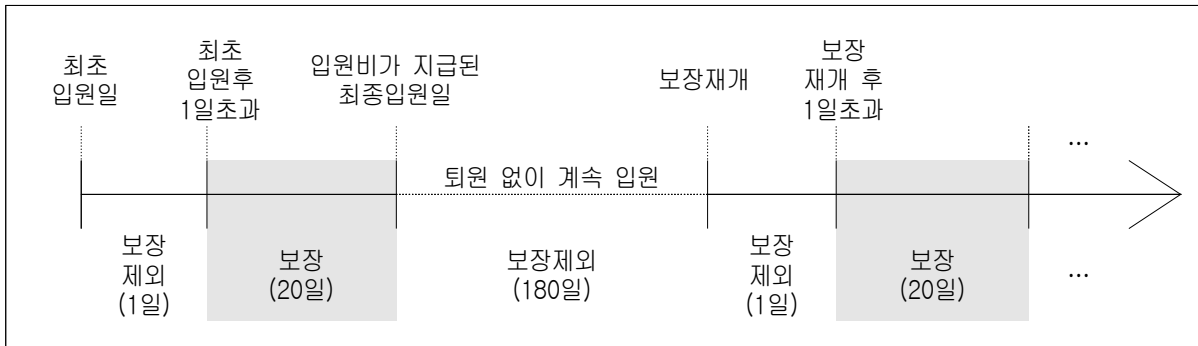 최초
입원일
최초
입원후
1일초과
입원비가 지급된
최종입원일
보장재개
보장
재개 후
1일초과
...
퇴원 없이 계속 입원
보장
제외
(1일)
보장
(20일)
보장제외
(180일)
보장
제외
(1일)
보장
(20일)
...